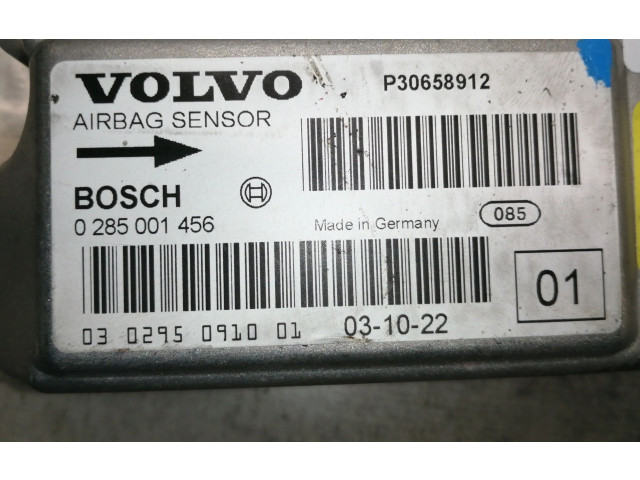 VOLVO
P30658912
AIRBAG SENSOR
BOSCH
0 285 001 456
Made in Germany
085
01
03 0295 0910 01
03-10-22